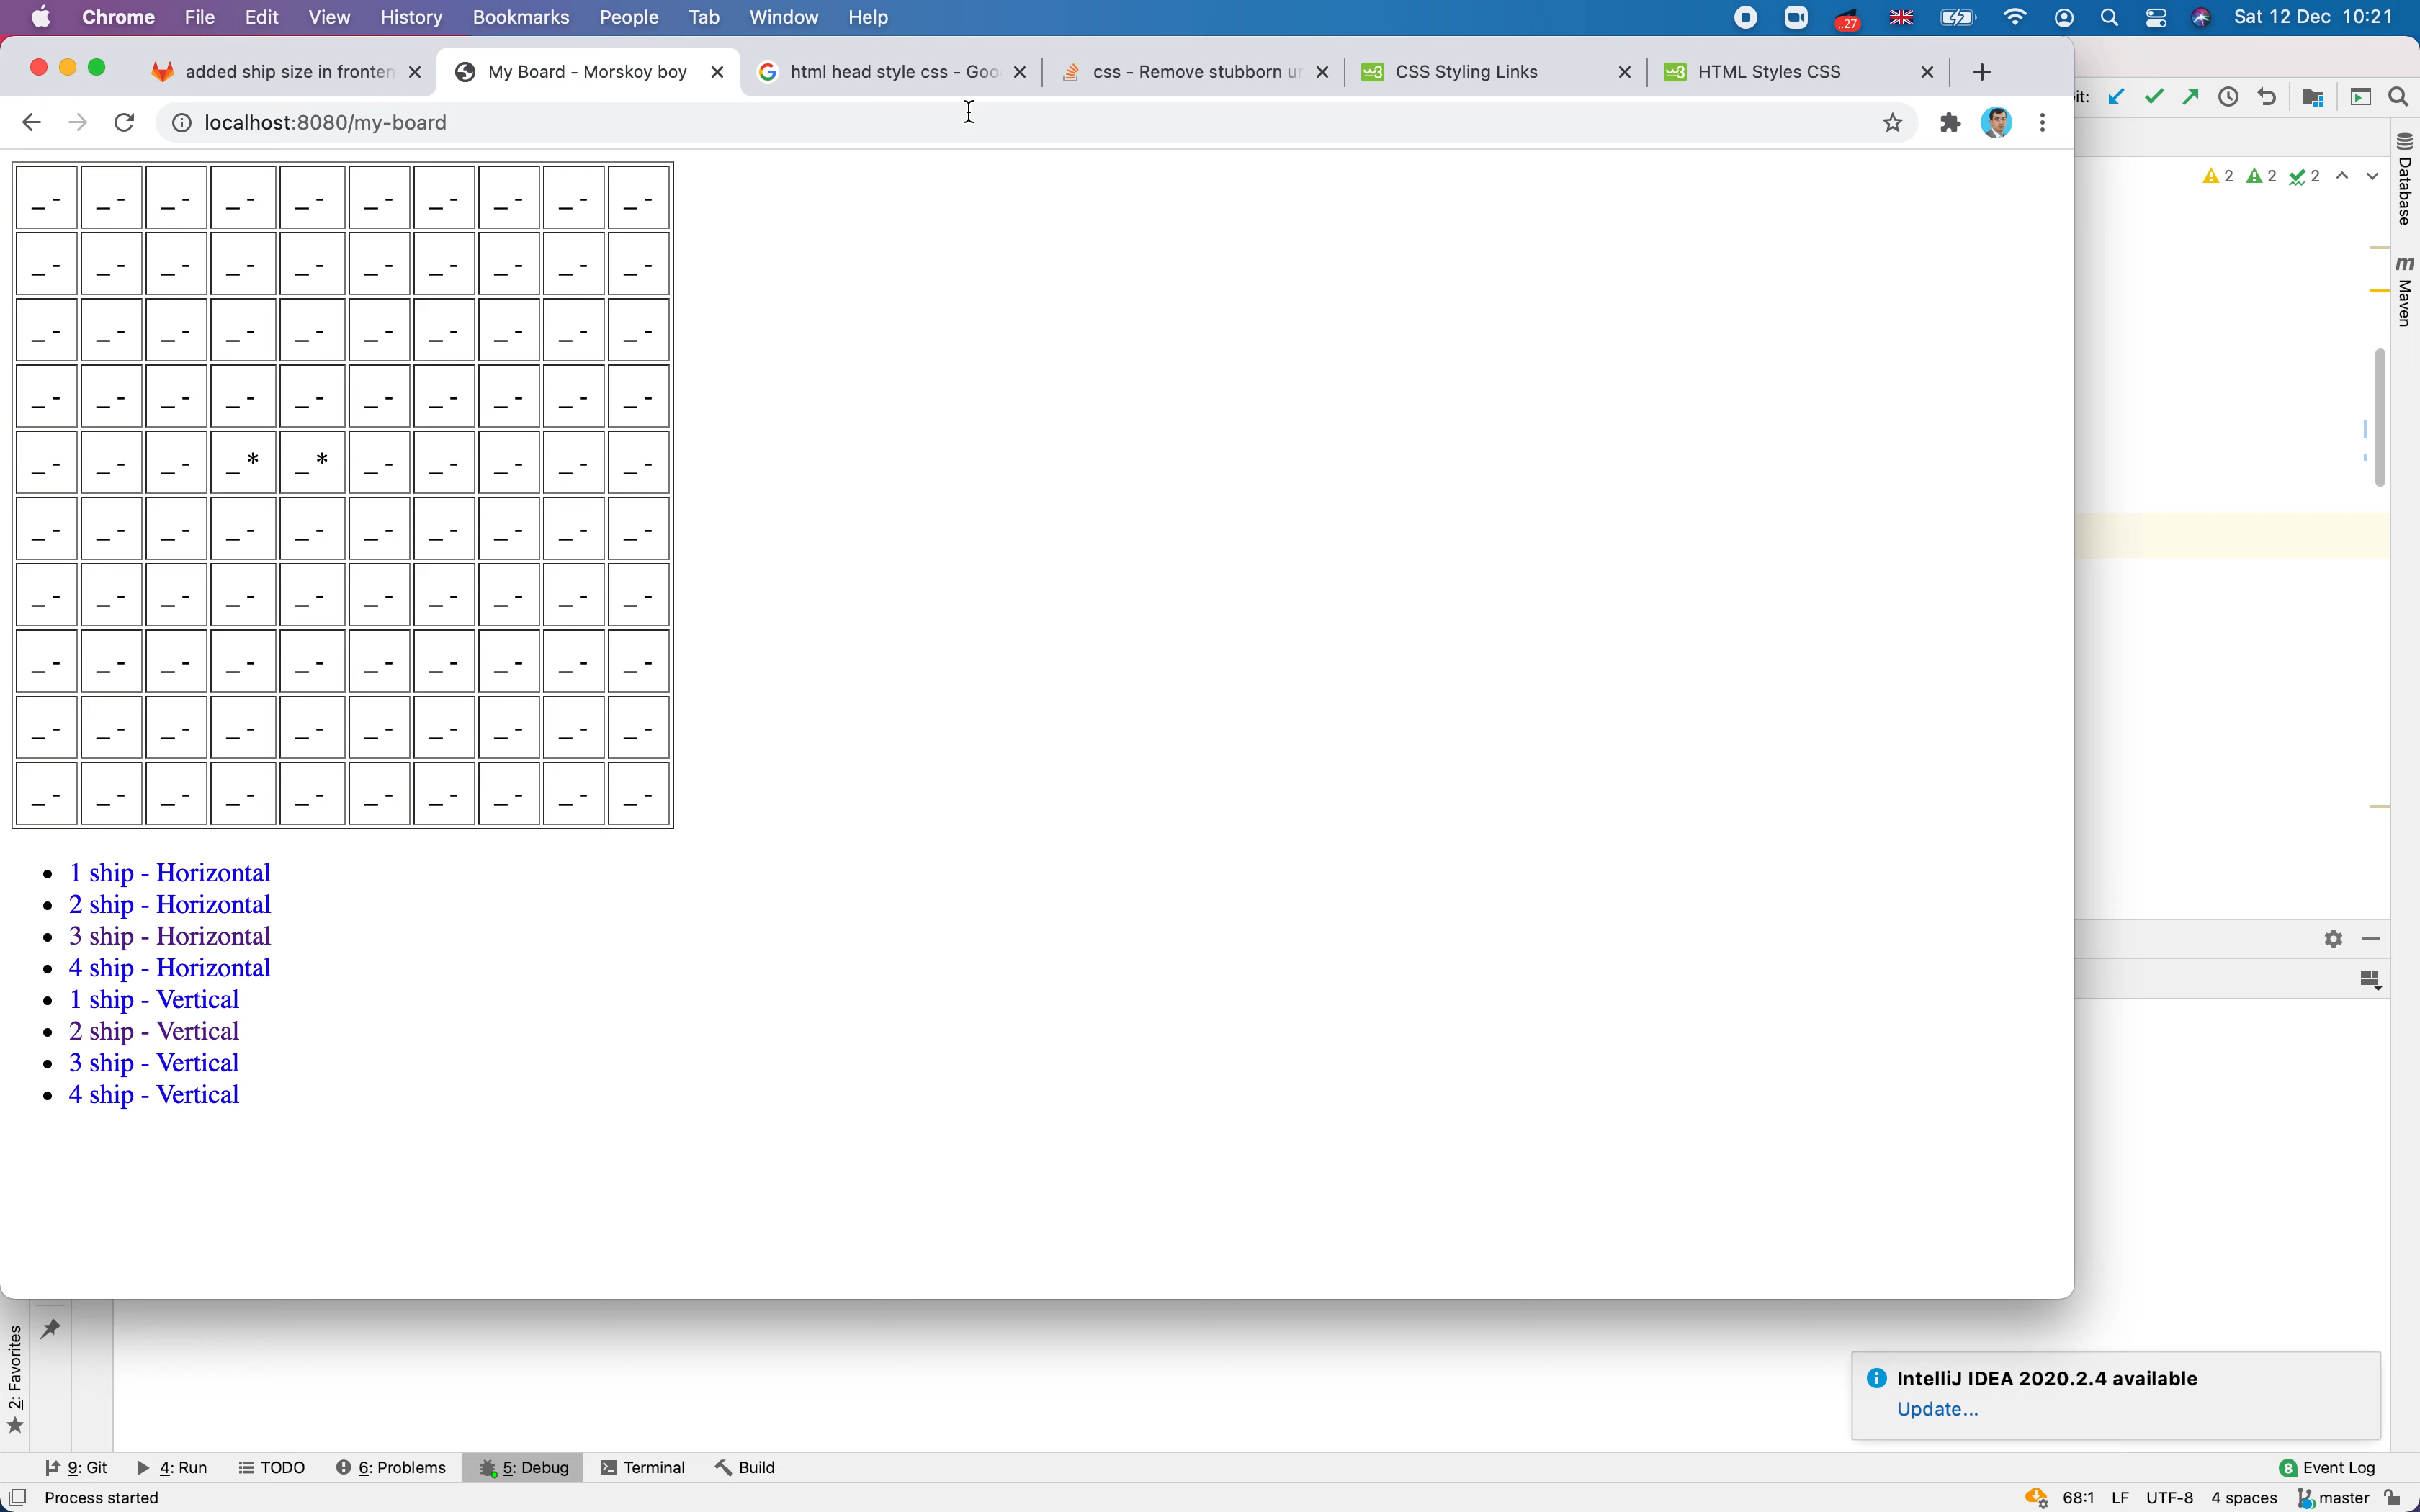 Chrome File Edit View History Bookmarks People Tab Window Help Sat 12 Dec 10:21
added ship size in fronten My Board - Morskoy boy html head style css - Goo css - Remove stubborn ur CSS Styling Links HTML Styles CSS
localhost:8080/my-board
2 2 2
_- _- _- _- _- _- _- _- _- _-
_- _- _- _- _- _- _- _- _- _-
_- _- _- _- _- _- _- _- _- _-
_- _- _- _- _- _- _- _- _- _-
_- _- _- _* _* _- _- _- _- _-
_- _- _- _- _- _- _- _- _- _-
_- _- _- _- _- _- _- _- _- _-
_- _- _- _- _- _- _- _- _- _-
_- _- _- _- _- _- _- _- _- _-
_- _- _- _- _- _- _- _- _- _-
• 1 ship - Horizontal
• 2 ship - Horizontal
• 3 ship - Horizontal
• 4 ship - Horizontal
• 1 ship - Vertical
• 2 ship - Vertical
• 3 ship - Vertical
• 4 ship - Vertical
Database
Maven
2: Favorites
IntelliJ IDEA 2020.2.4 available
Update...
9: Git 4: Run TODO 6: Problems 5: Debug Terminal Build 8 Event Log
Process started 68:1 LF UTF-8 4 spaces master